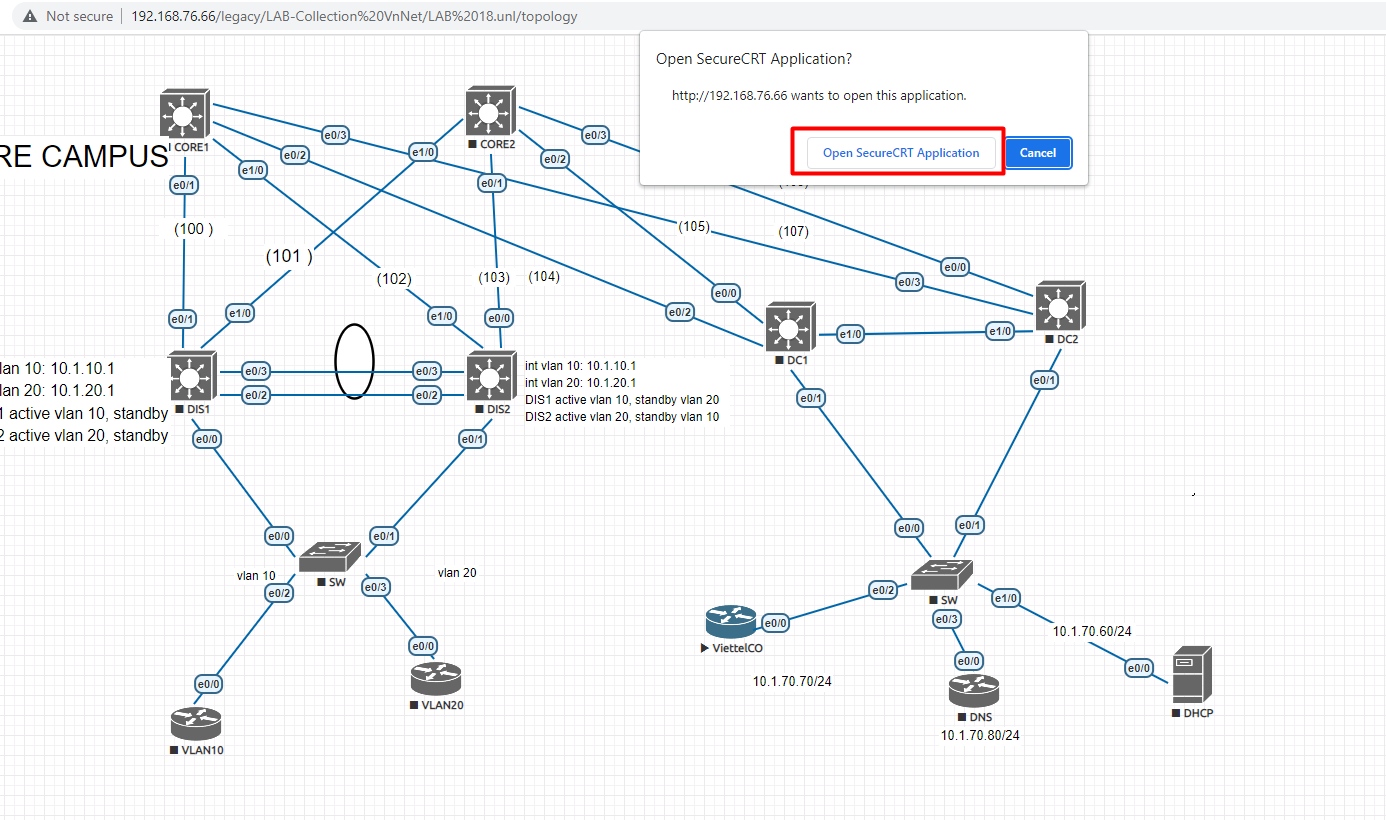 Not secure | 192.168.76.66/legacy/LAB-Collection%20VnNet/LAB%2018.unl/topology
Open SecureCRT Application?
http://192.168.76.66 wants to open this application.
Open SecureCRT Application
Cancel
CORE1
CORE2
RE CAMPUS
e0/3
e0/2
e1/0
e0/1
e1/0
e0/1
e0/3
e0/2
(100 )
(101 )
(102)
(103)
(104)
(105)
(107)
e0/1
e1/0
e1/0
e0/0
e0/2
e0/0
e0/3
e0/0
e1/0
e1/0
DC1
DC2
lan 10: 10.1.10.1
lan 20: 10.1.20.1
1 active vlan 10, standby
2 active vlan 20, standby
e0/3
e0/3
e0/2
e0/2
DIS1
DIS2
int vlan 10: 10.1.10.1
int vlan 20: 10.1.20.1
DIS1 active vlan 10, standby vlan 20
DIS2 active vlan 20, standby vlan 10
e0/1
e0/1
e0/0
e0/1
e0/0
e0/1
e0/0
e0/1
SW
vlan 10
vlan 20
e0/2
e0/3
SW
e0/2
e0/3
e1/0
e0/0
ViettelCO
10.1.70.60/24
e0/0
e0/0
e0/0
10.1.70.70/24
e0/0
VLAN20
VLAN10
DNS
10.1.70.80/24
DHCP